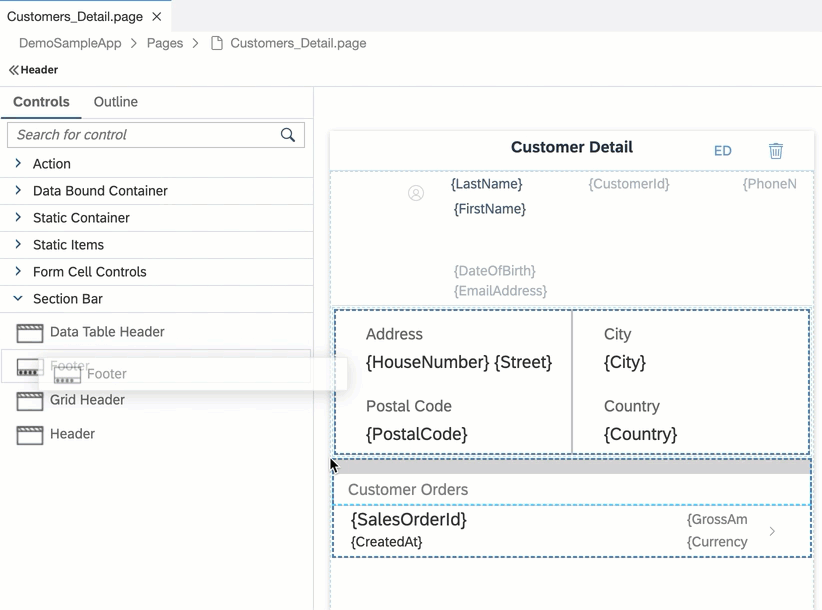 Customers_Detail.page
DemoSampleApp > Pages > Customers_Detail.page
Header
Controls Outline
Search for control
Action
Data Bound Container
Static Container
Static Items
Form Cell Controls
Section Bar
Data Table Header
Footer
Footer
Grid Header
Header
Customer Detail ED
{LastName} {CustomerId} {PhoneN
{FirstName}
{DateOfBirth}
{EmailAddress}
Address City
{HouseNumber} {Street} {City}
Postal Code Country
{PostalCode} {Country}
Customer Orders
{SalesOrderId} {GrossAm
{CreatedAt} {Currency